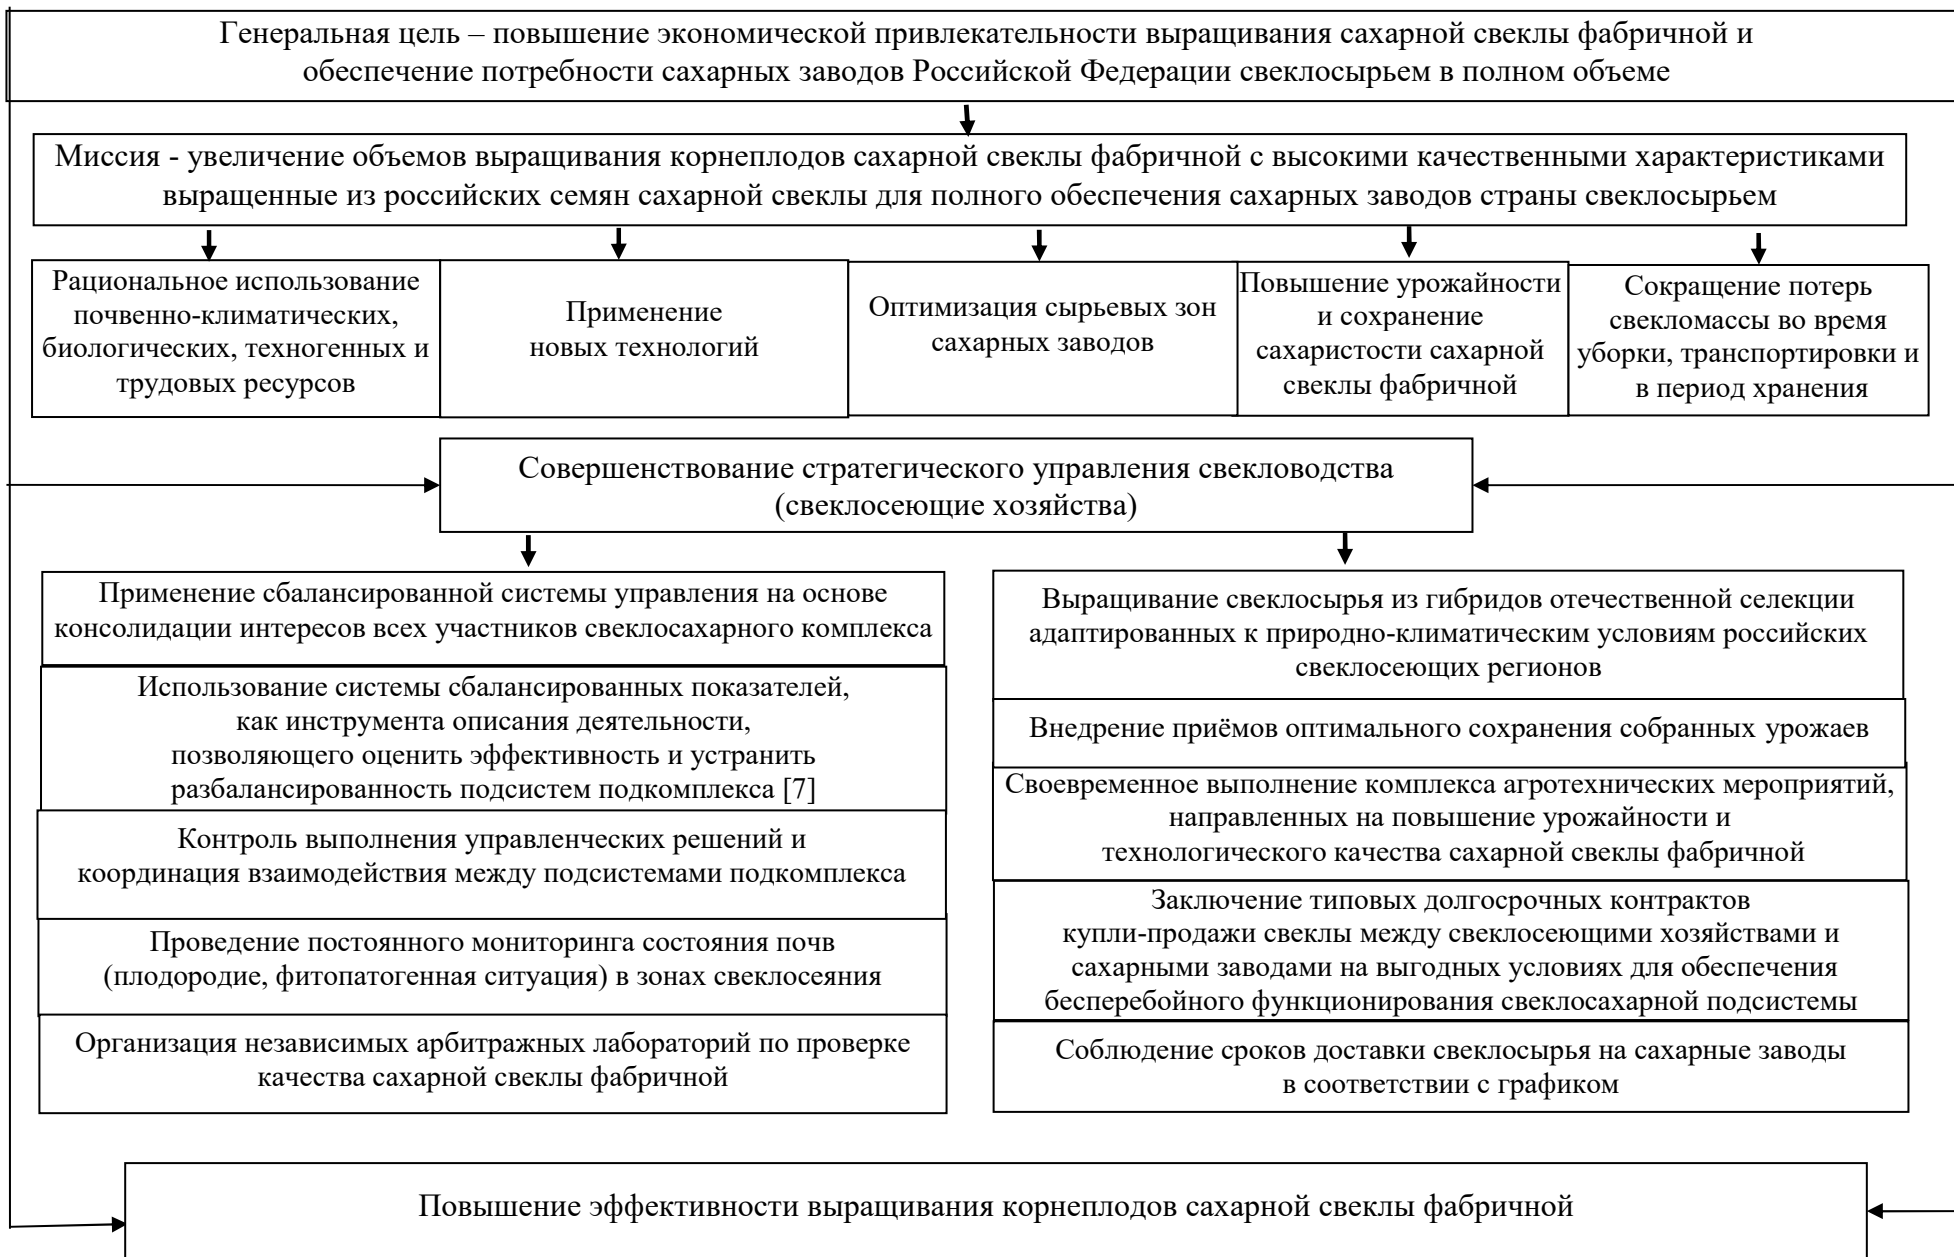 Генеральная цель – повышение экономической привлекательности выращивания сахарной свеклы фабричной и
обеспечение потребности сахарных заводов Российской Федерации свеклосырьем в полном объеме
Миссия - увеличение объемов выращивания корнеплодов сахарной свеклы фабричной с высокими качественными характеристиками
выращенные из российских семян сахарной свеклы для полного обеспечения сахарных заводов страны свеклосырьем
Рациональное использование
почвенно-климатических,
биологических, техногенных и
трудовых ресурсов
Применение
новых технологий
Оптимизация сырьевых зон
сахарных заводов
Повышение урожайности
и сохранение
сахаристости сахарной
свеклы фабричной
Сокращение потерь
свекломассы во время
уборки, транспортировки и
в период хранения
Совершенствование стратегического управления свекловодства
(свеклосеющие хозяйства)
Применение сбалансированной системы управления на основе
консолидации интересов всех участников свеклосахарного комплекса
Использование системы сбалансированных показателей,
как инструмента описания деятельности,
позволяющего оценить эффективность и устранить
разбалансированность подсистем подкомплекса [7]
Контроль выполнения управленческих решений и
координация взаимодействия между подсистемами подкомплекса
Проведение постоянного мониторинга состояния почв
(плодородие, фитопатогенная ситуация) в зонах свеклосеяния
Организация независимых арбитражных лабораторий по проверке
качества сахарной свеклы фабричной
Выращивание свеклосырья из гибридов отечественной селекции
адаптированных к природно-климатическим условиям российских
свеклосеющих регионов
Внедрение приёмов оптимального сохранения собранных урожаев
Своевременное выполнение комплекса агротехнических мероприятий,
направленных на повышение урожайности и
технологического качества сахарной свеклы фабричной
Заключение типовых долгосрочных контрактов
купли-продажи свеклы между свеклосеющими хозяйствами и
сахарными заводами на выгодных условиях для обеспечения
бесперебойного функционирования свеклосахарной подсистемы
Соблюдение сроков доставки свеклосырья на сахарные заводы
в соответствии с графиком
Повышение эффективности выращивания корнеплодов сахарной свеклы фабричной